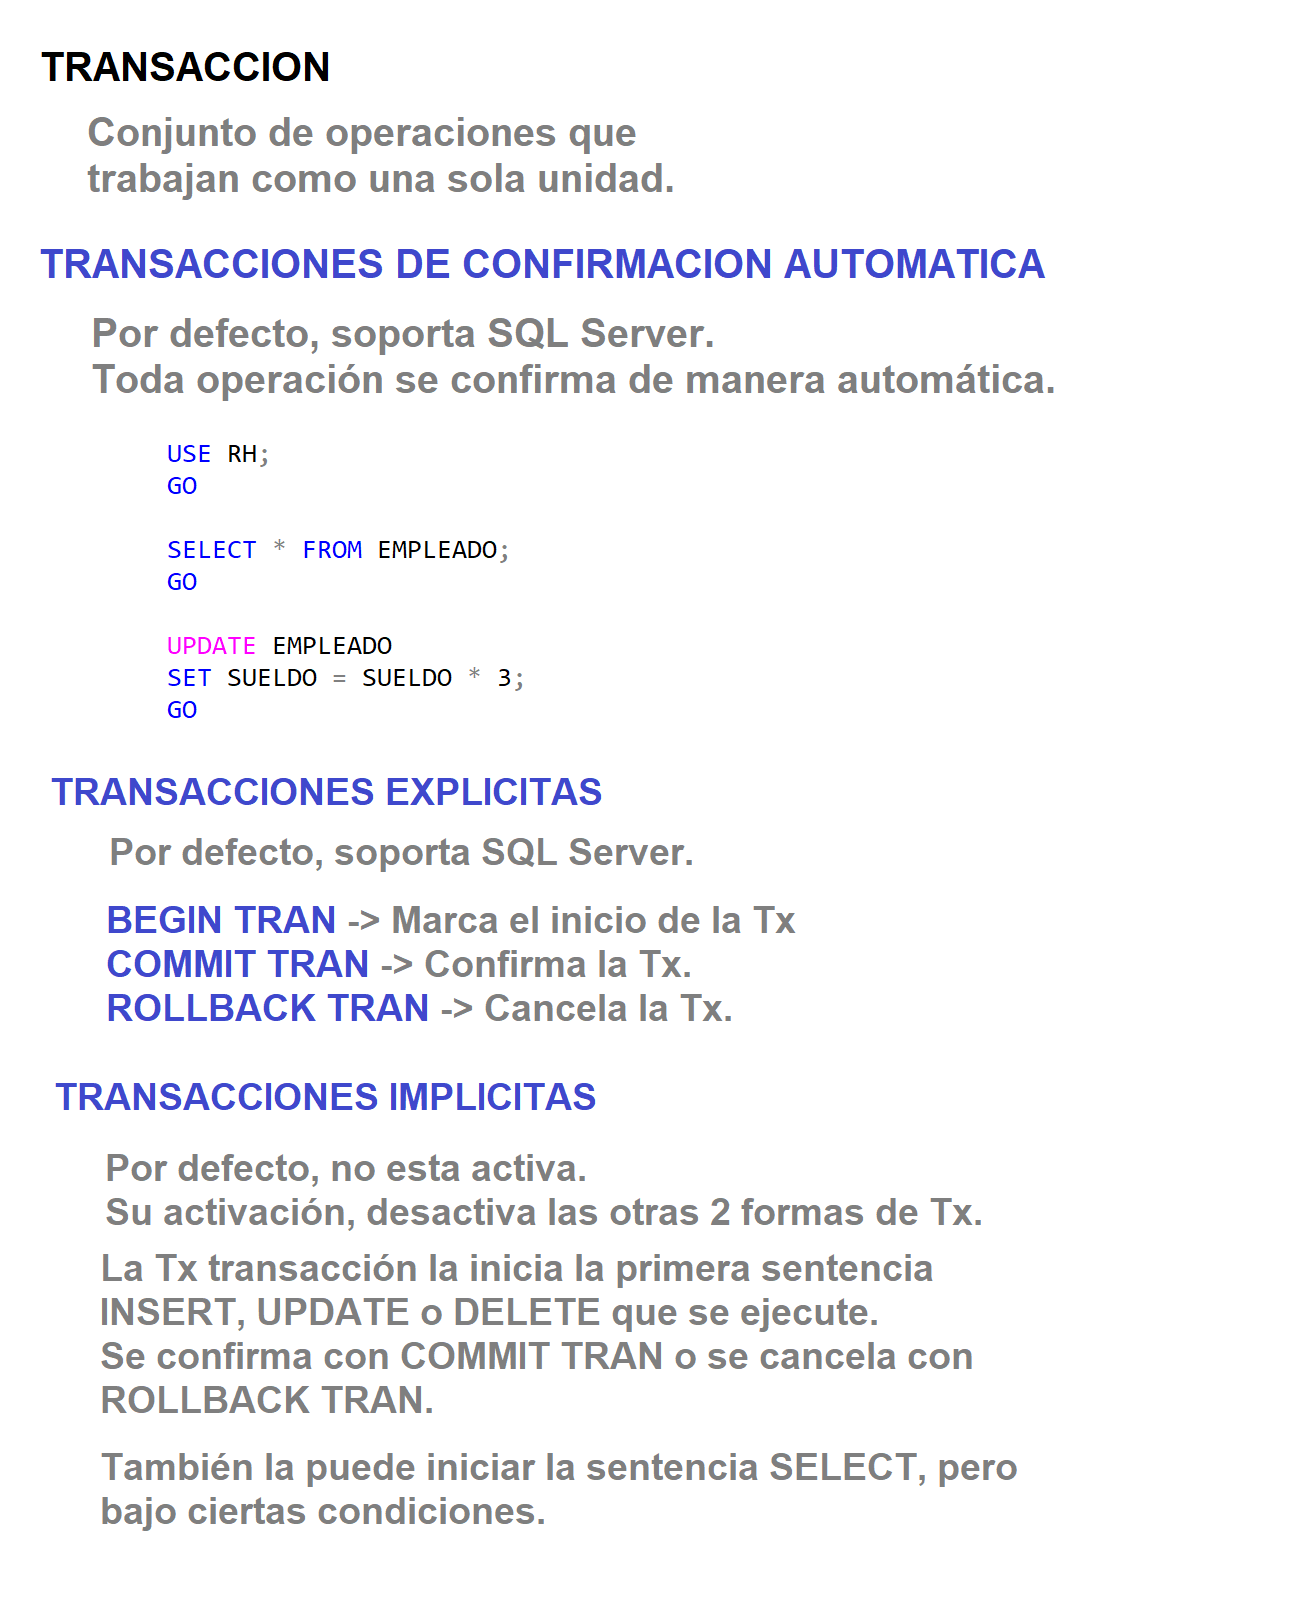 TRANSACCION
Conjunto de operaciones que
trabajan como una sola unidad.
TRANSACCIONES DE CONFIRMACION AUTOMATICA
Por defecto, soporta SQL Server.
Toda operación se confirma de manera automática.
USE RH;
GO
SELECT * FROM EMPLEADO;
GO
UPDATE EMPLEADO
SET SUELDO = SUELDO * 3;
GO
TRANSACCIONES EXPLICITAS
Por defecto, soporta SQL Server.
BEGIN TRAN -> Marca el inicio de la Tx
COMMIT TRAN -> Confirma la Tx.
ROLLBACK TRAN -> Cancela la Tx.
TRANSACCIONES IMPLICITAS
Por defecto, no esta activa.
Su activación, desactiva las otras 2 formas de Tx.
La Tx transacción la inicia la primera sentencia
INSERT, UPDATE o DELETE que se ejecute.
Se confirma con COMMIT TRAN o se cancela con
ROLLBACK TRAN.
También la puede iniciar la sentencia SELECT, pero
bajo ciertas condiciones.